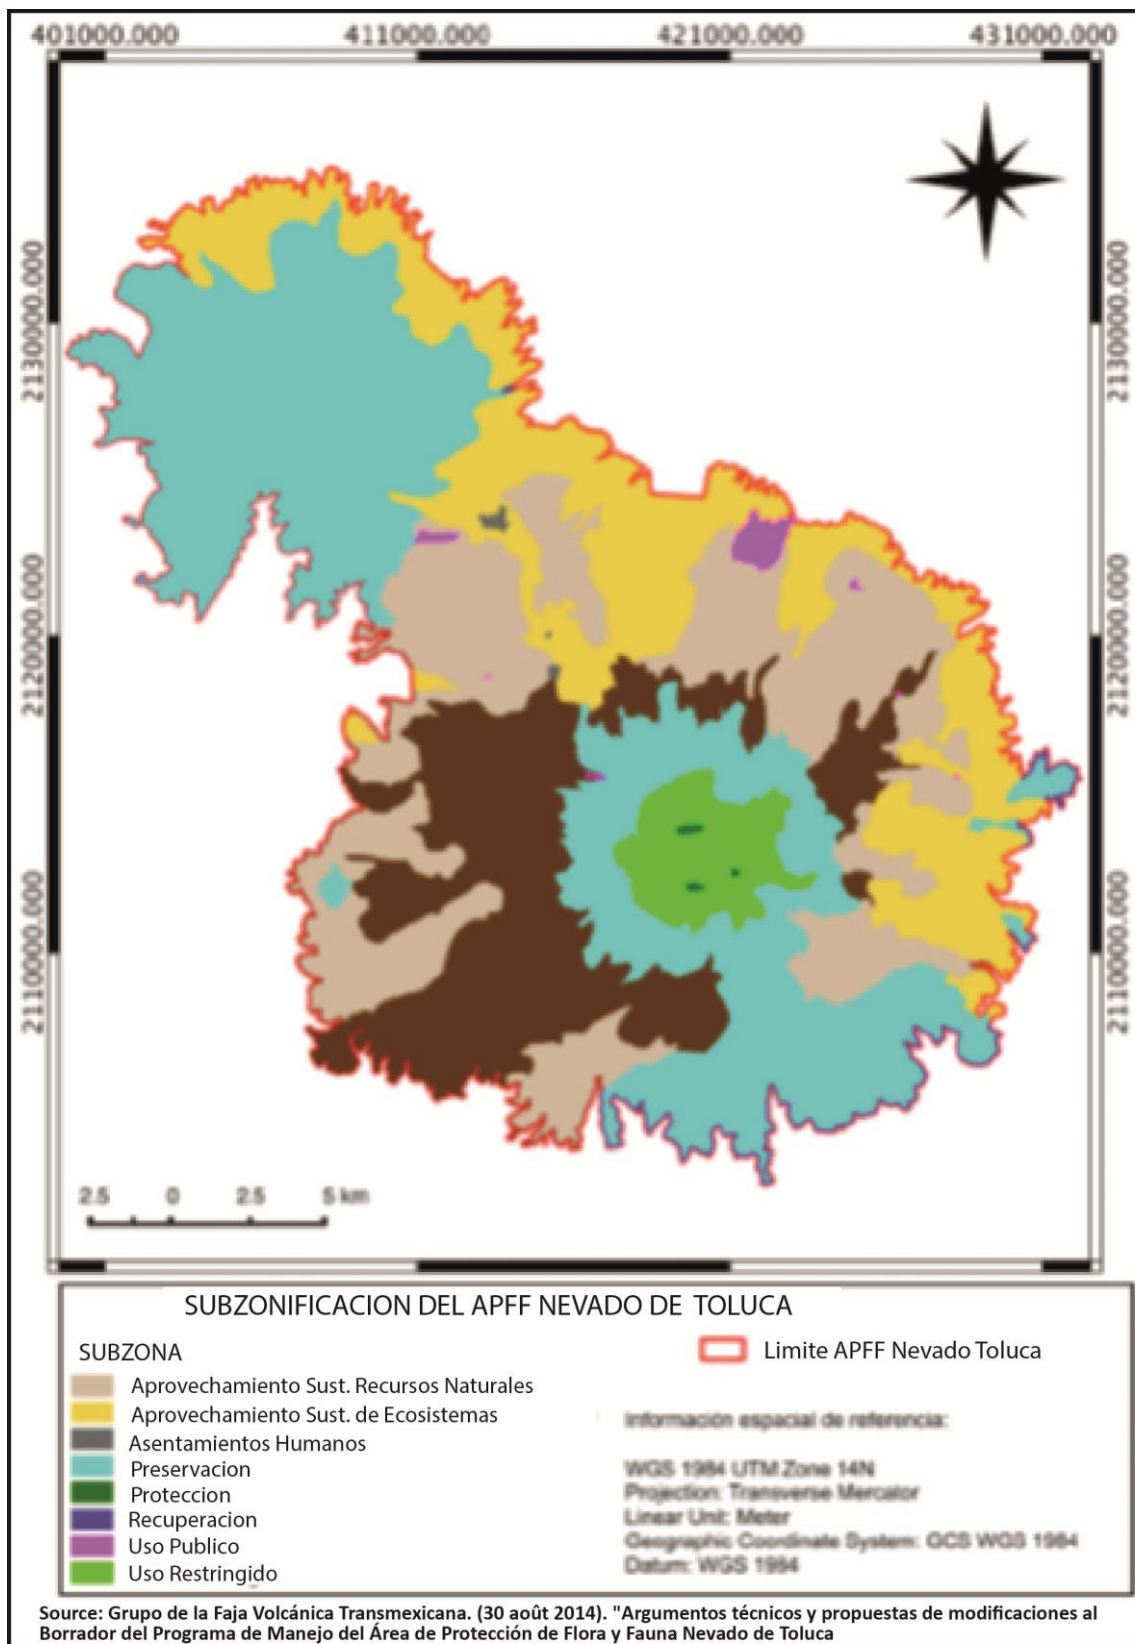 401000.000 411000.000 421000.000 431000.000
2130000.000 2130000.000
2120000.000 2120000.000
2110000.000 2110000.000
2.5 0 2.5 5 km
SUBZONIFICACION DEL APFF NEVADO DE TOLUCA
SUBZONA
Aprovechamiento Sust. Recursos Naturales
Aprovechamiento Sust. de Ecosistemas
Asentamientos Humanos
Preservacion
Proteccion
Recuperacion
Uso Publico
Uso Restringido
Limite APFF Nevado Toluca
Información espacial de referencia:
WGS 1984 UTM Zone 14N
Projection: Transverse Mercator
Linear Unit: Meter
Geographic Coordinate System: GCS WGS 1984
Datum: WGS 1984
Source: Grupo de la Faja Volcánica Transmexicana. (30 août 2014). "Argumentos técnicos y propuestas de modificaciones al
Borrador del Programa de Manejo del Área de Protección de Flora y Fauna Nevado de Toluca